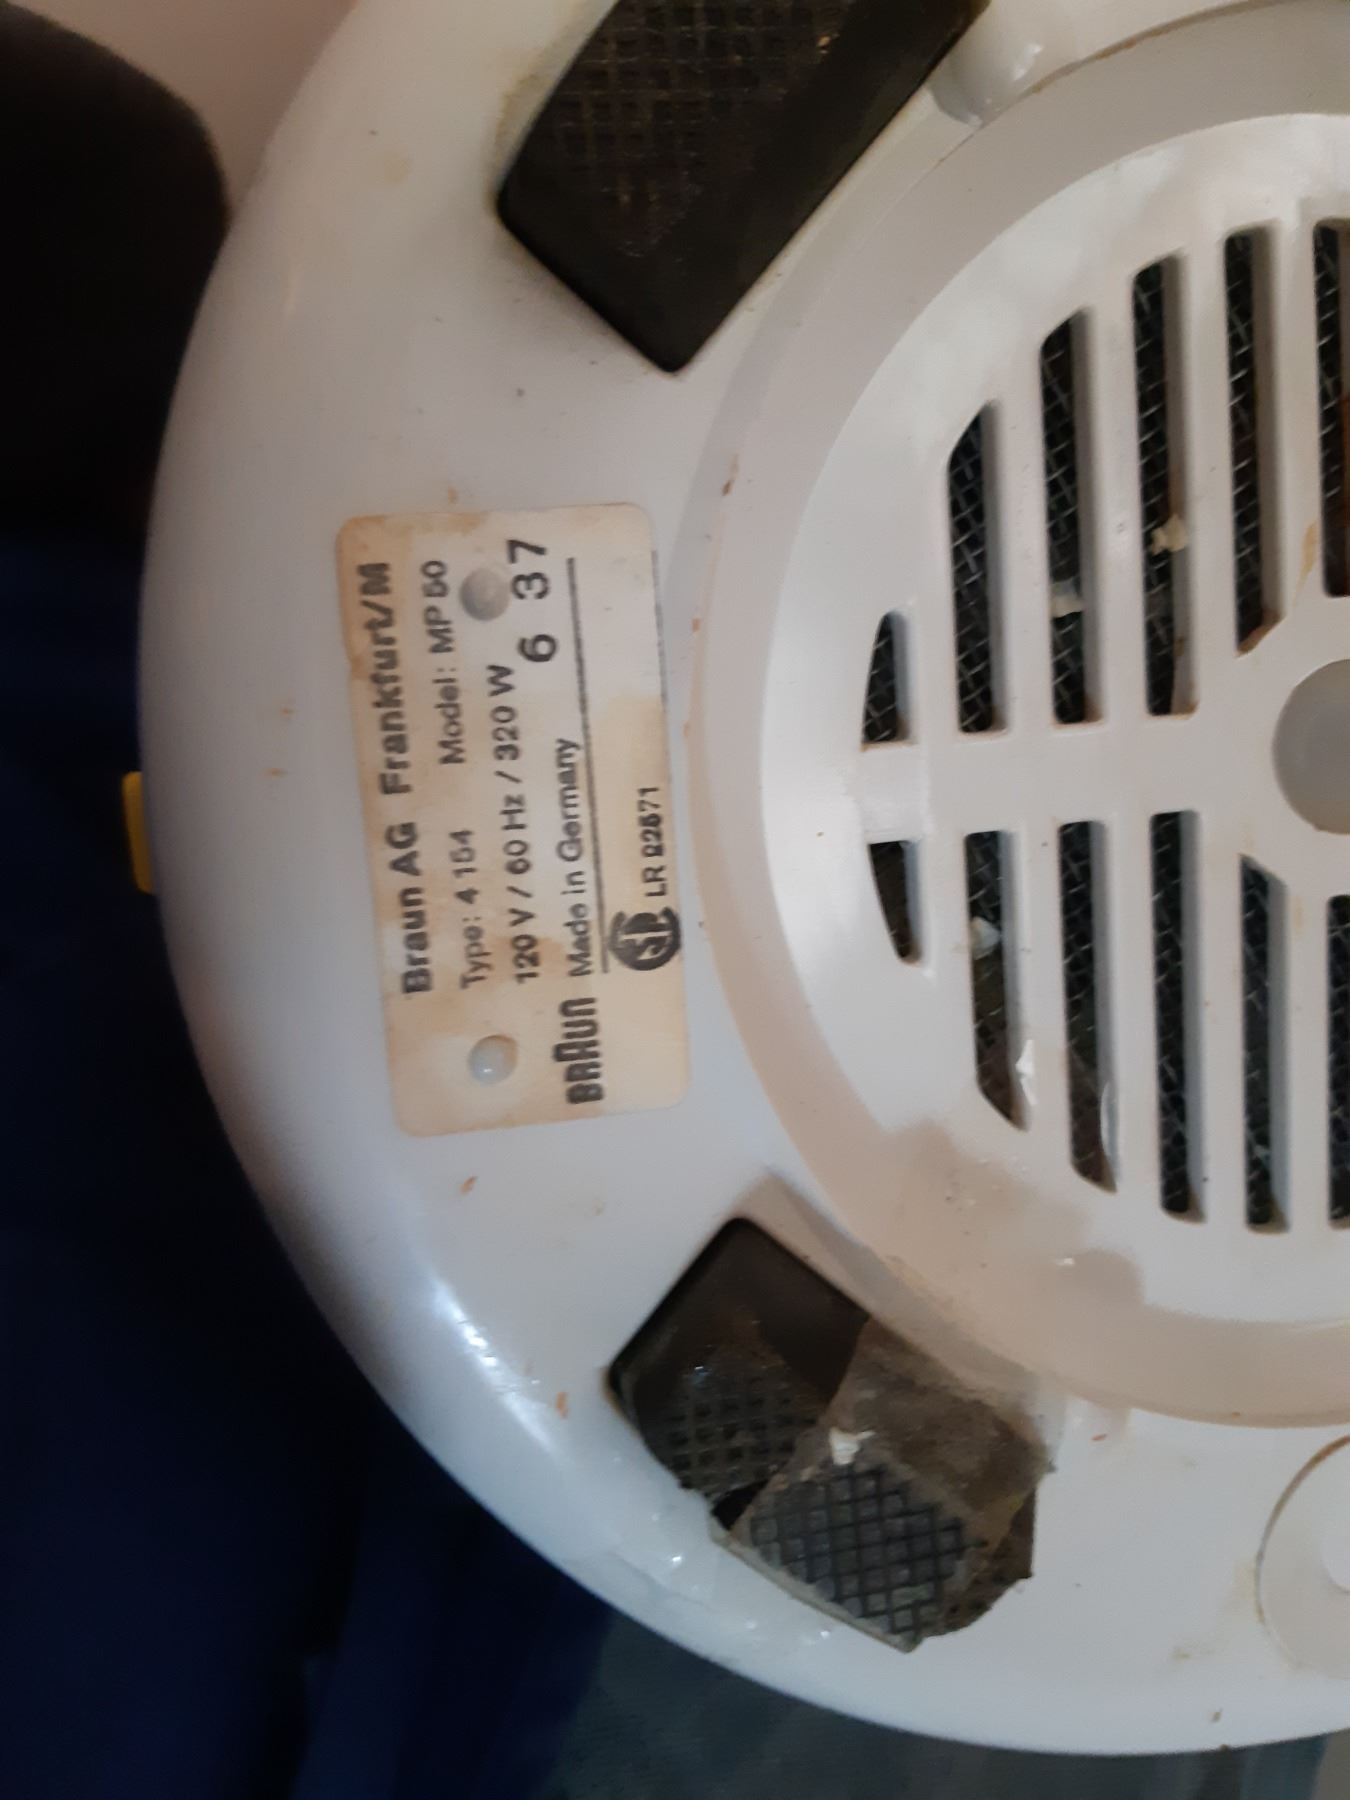 Braun AG Frankfurt/M
Type: 4 154 Model: MP 50
120 V / 60 Hz / 320 W
6 37
BRAUN Made in Germany
LR 22571